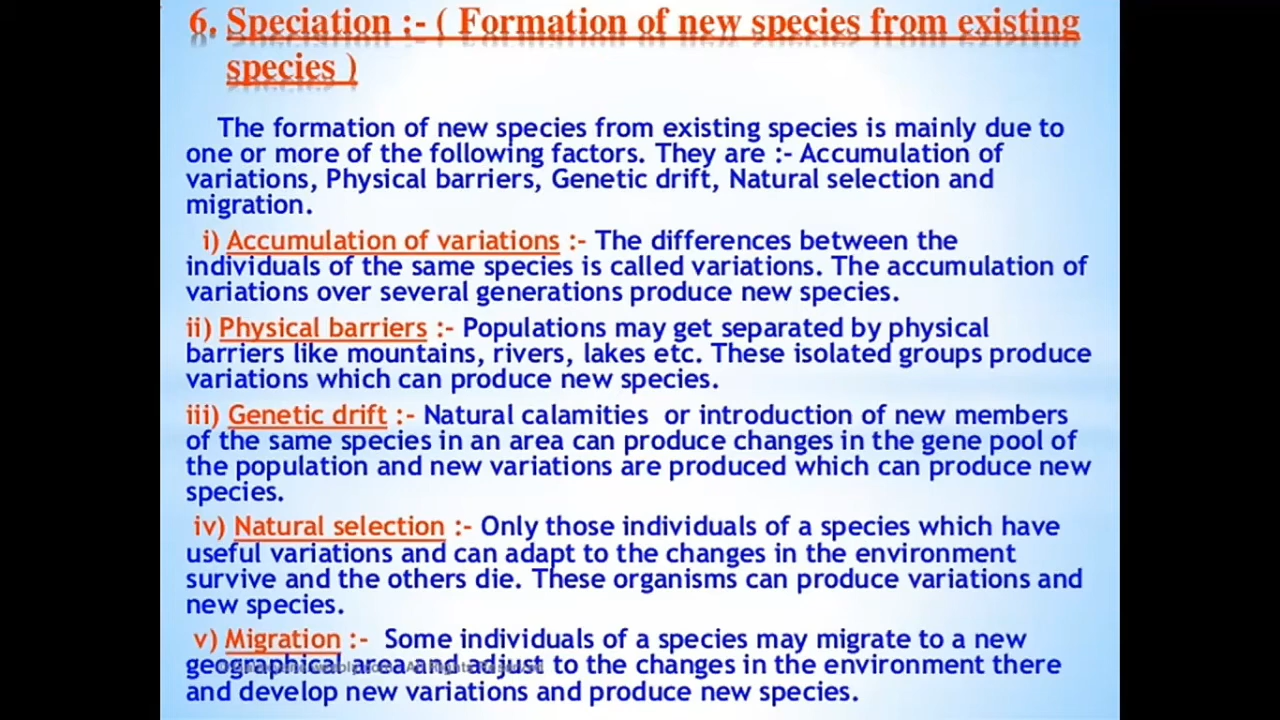 6. Speciation :- ( Formation of new species from existing
species )
The formation of new species from existing species is mainly due to
one or more of the following factors. They are :- Accumulation of
variations, Physical barriers, Genetic drift, Natural selection and
migration.
i) Accumulation of variations :- The differences between the
individuals of the same species is called variations. The accumulation of
variations over several generations produce new species.
ii) Physical barriers :- Populations may get separated by physical
barriers like mountains, rivers, lakes etc. These isolated groups produce
variations which can produce new species.
iii) Genetic drift :- Natural calamities or introduction of new members
of the same species in an area can produce changes in the gene pool of
the population and new variations are produced which can produce new
species.
iv) Natural selection :- Only those individuals of a species which have
useful variations and can adapt to the changes in the environment
survive and the others die. These organisms can produce variations and
new species.
v) Migration :- Some individuals of a species may migrate to a new
geographical area and adjust to the changes in the environment there
and develop new variations and produce new species.